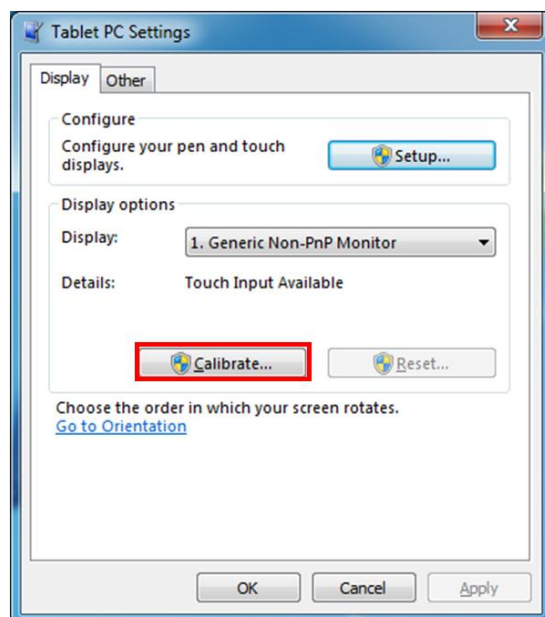 Tablet PC Settings
Display
Other
Configure
Configure your pen and touch
displays.
Setup...
Display options
Display:
1. Generic Non-PnP Monitor
Details:
Touch Input Available
Calibrate...
Reset...
Choose the order in which your screen rotates.
Go to Orientation
OK
Cancel
Apply